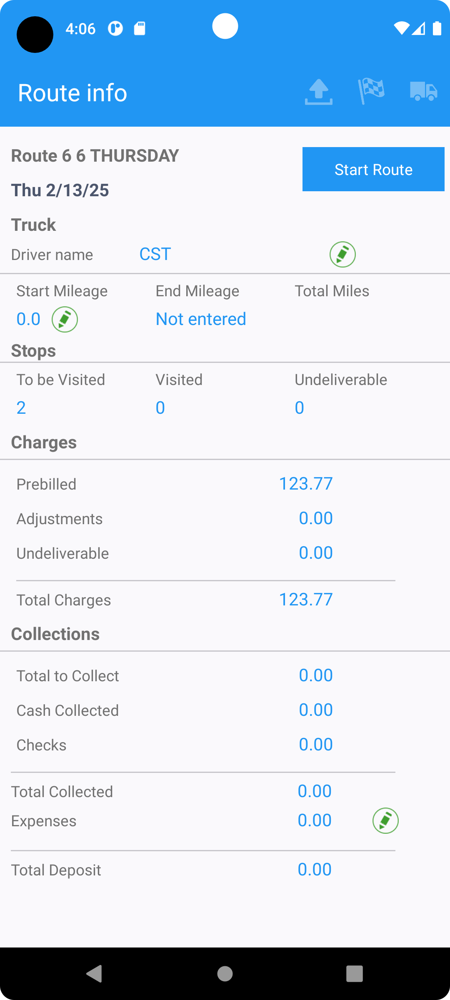 4:06
Route info
Route 6 6 THURSDAY
Start Route
Thu 2/13/25
Truck
Driver name CST
Start Mileage End Mileage Total Miles
0.0 Not entered
Stops
To be Visited Visited Undeliverable
2 0 0
Charges
Prebilled 123.77
Adjustments 0.00
Undeliverable 0.00
Total Charges 123.77
Collections
Total to Collect 0.00
Cash Collected 0.00
Checks 0.00
Total Collected 0.00
Expenses 0.00
Total Deposit 0.00